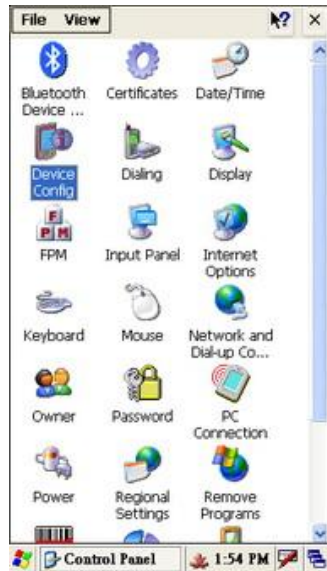 File View
?
×
Bluetooth Device ...
Certificates
Date/Time
Device Config
Dialing
Display
F
P M
FPM
Input Panel
Internet Options
Keyboard
Mouse
Network and Dial-up Co...
Owner
Password
PC Connection
Power
Regional Settings
Remove Programs
Control Panel
1:54 PM